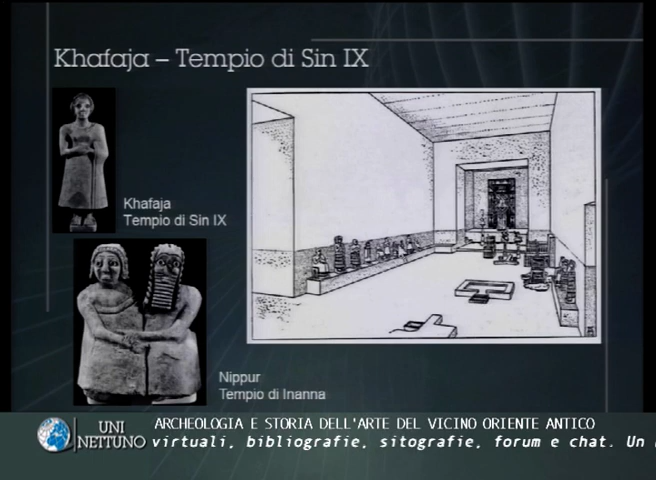 Khafaja – Tempio di Sin IX
Khafaja
Tempio di Sin IX
Nippur
Tempio di Inanna
UNI
NETTUNO
ARCHEOLOGIA E STORIA DELL'ARTE DEL VICINO ORIENTE ANTICO
virtuali, bibliografie, sitografie, forum e chat. Un